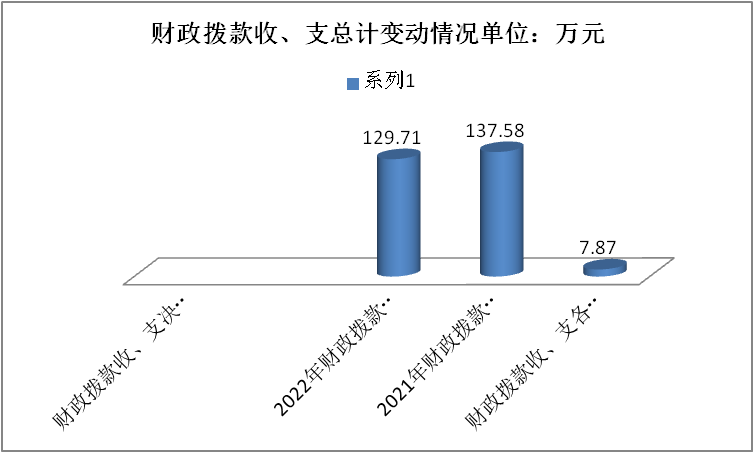 财政拨款收、支总计变动情况单位：万元
系列1
129.71
137.58
7.87
财政拨款收、支决..
2022年财政拨款..
2021年财政拨款..
财政拨款收、支各..